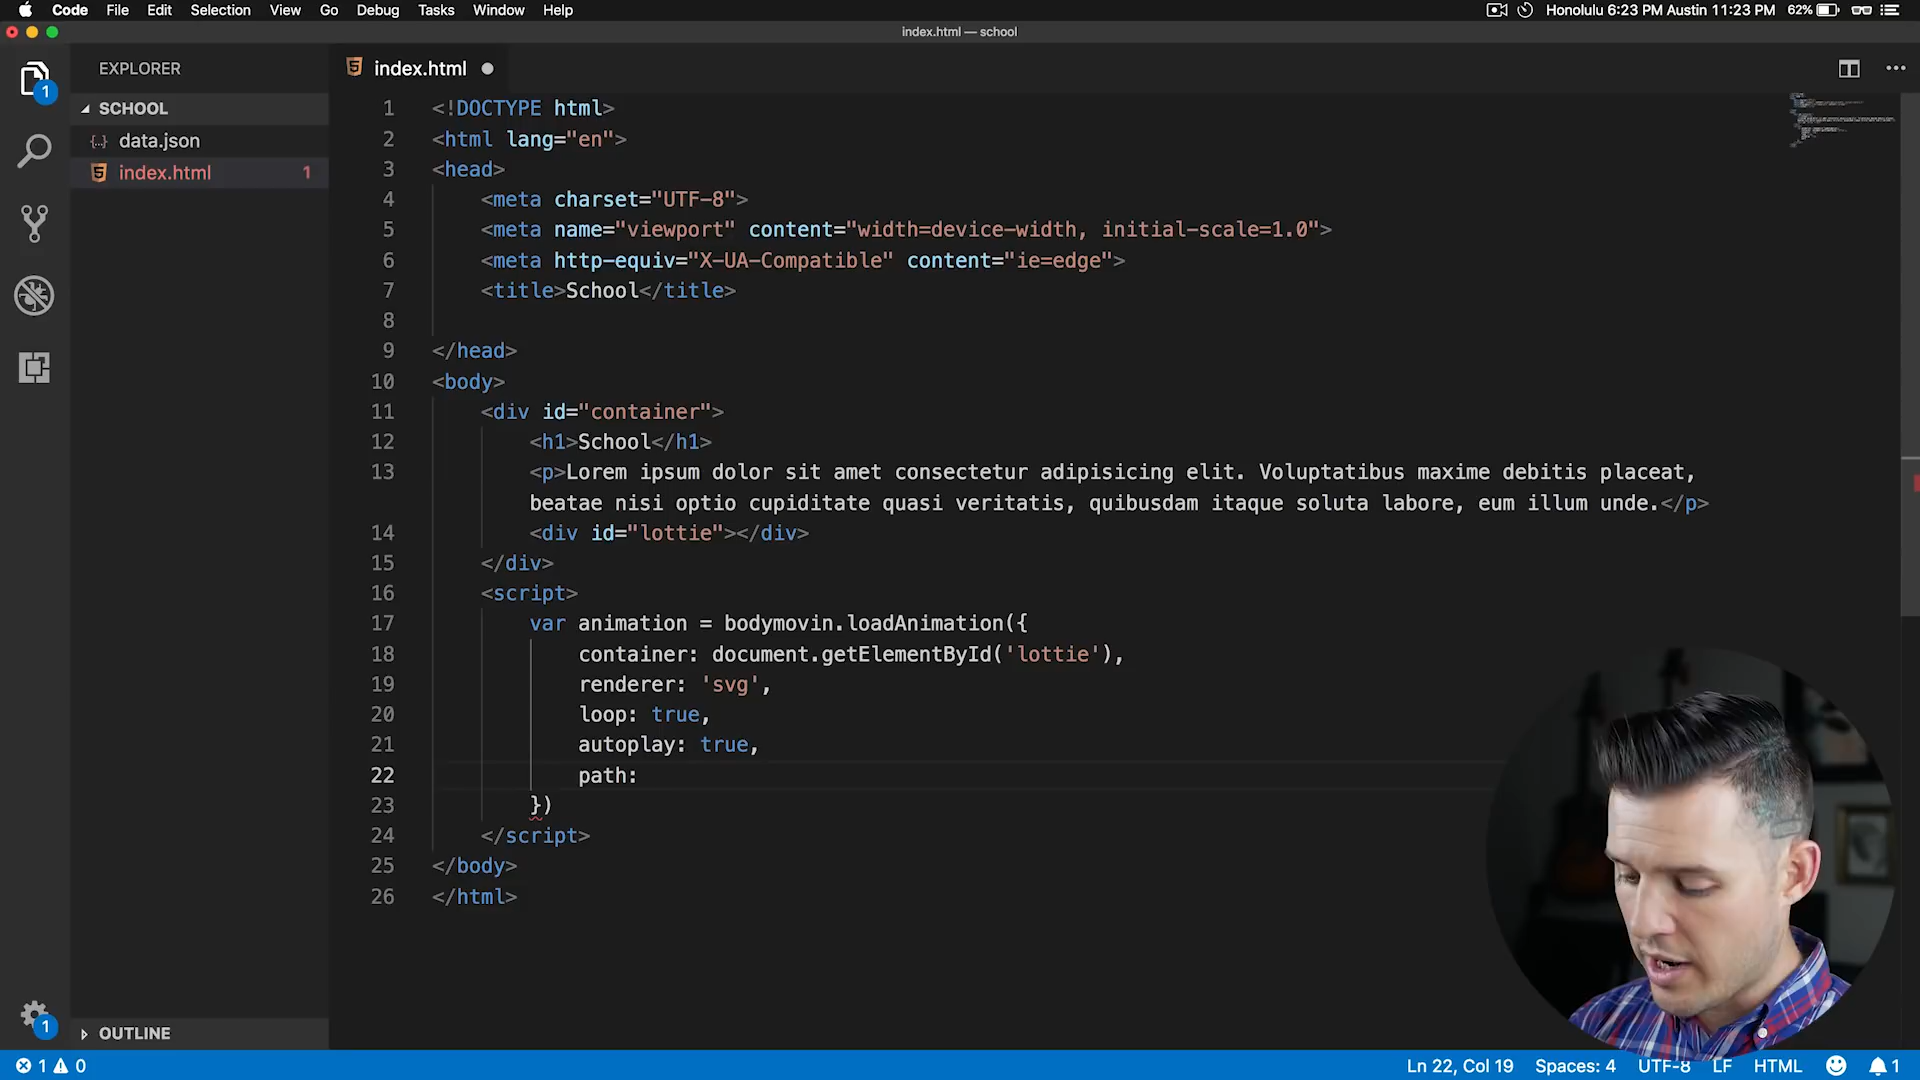 Code File Edit Selection View Go Debug Tasks Window Help
Honolulu 6:23 PM Austin 11:23 PM 62%
index.html — school
EXPLORER
index.html
1
SCHOOL
data.json
index.html 1
1 <!DOCTYPE html>
2 <html lang="en">
3 <head>
4 <meta charset="UTF-8">
5 <meta name="viewport" content="width=device-width, initial-scale=1.0">
6 <meta http-equiv="X-UA-Compatible" content="ie=edge">
7 <title>School</title>
8
9 </head>
10 <body>
11 <div id="container">
12 <h1>School</h1>
13 <p>Lorem ipsum dolor sit amet consectetur adipisicing elit. Voluptatibus maxime debitis placeat,
beatae nisi optio cupiditate quasi veritatis, quibusdam itaque soluta labore, eum illum unde.</p>
14 <div id="lottie"></div>
15 </div>
16 <script>
17 var animation = bodymovin.loadAnimation({
18 container: document.getElementById('lottie'),
19 renderer: 'svg',
20 loop: true,
21 autoplay: true,
22 path:
23 })
24 </script>
25 </body>
26 </html>
1
OUTLINE
1 0
Ln 22, Col 19 Spaces: 4 UTF-8 LF HTML 1